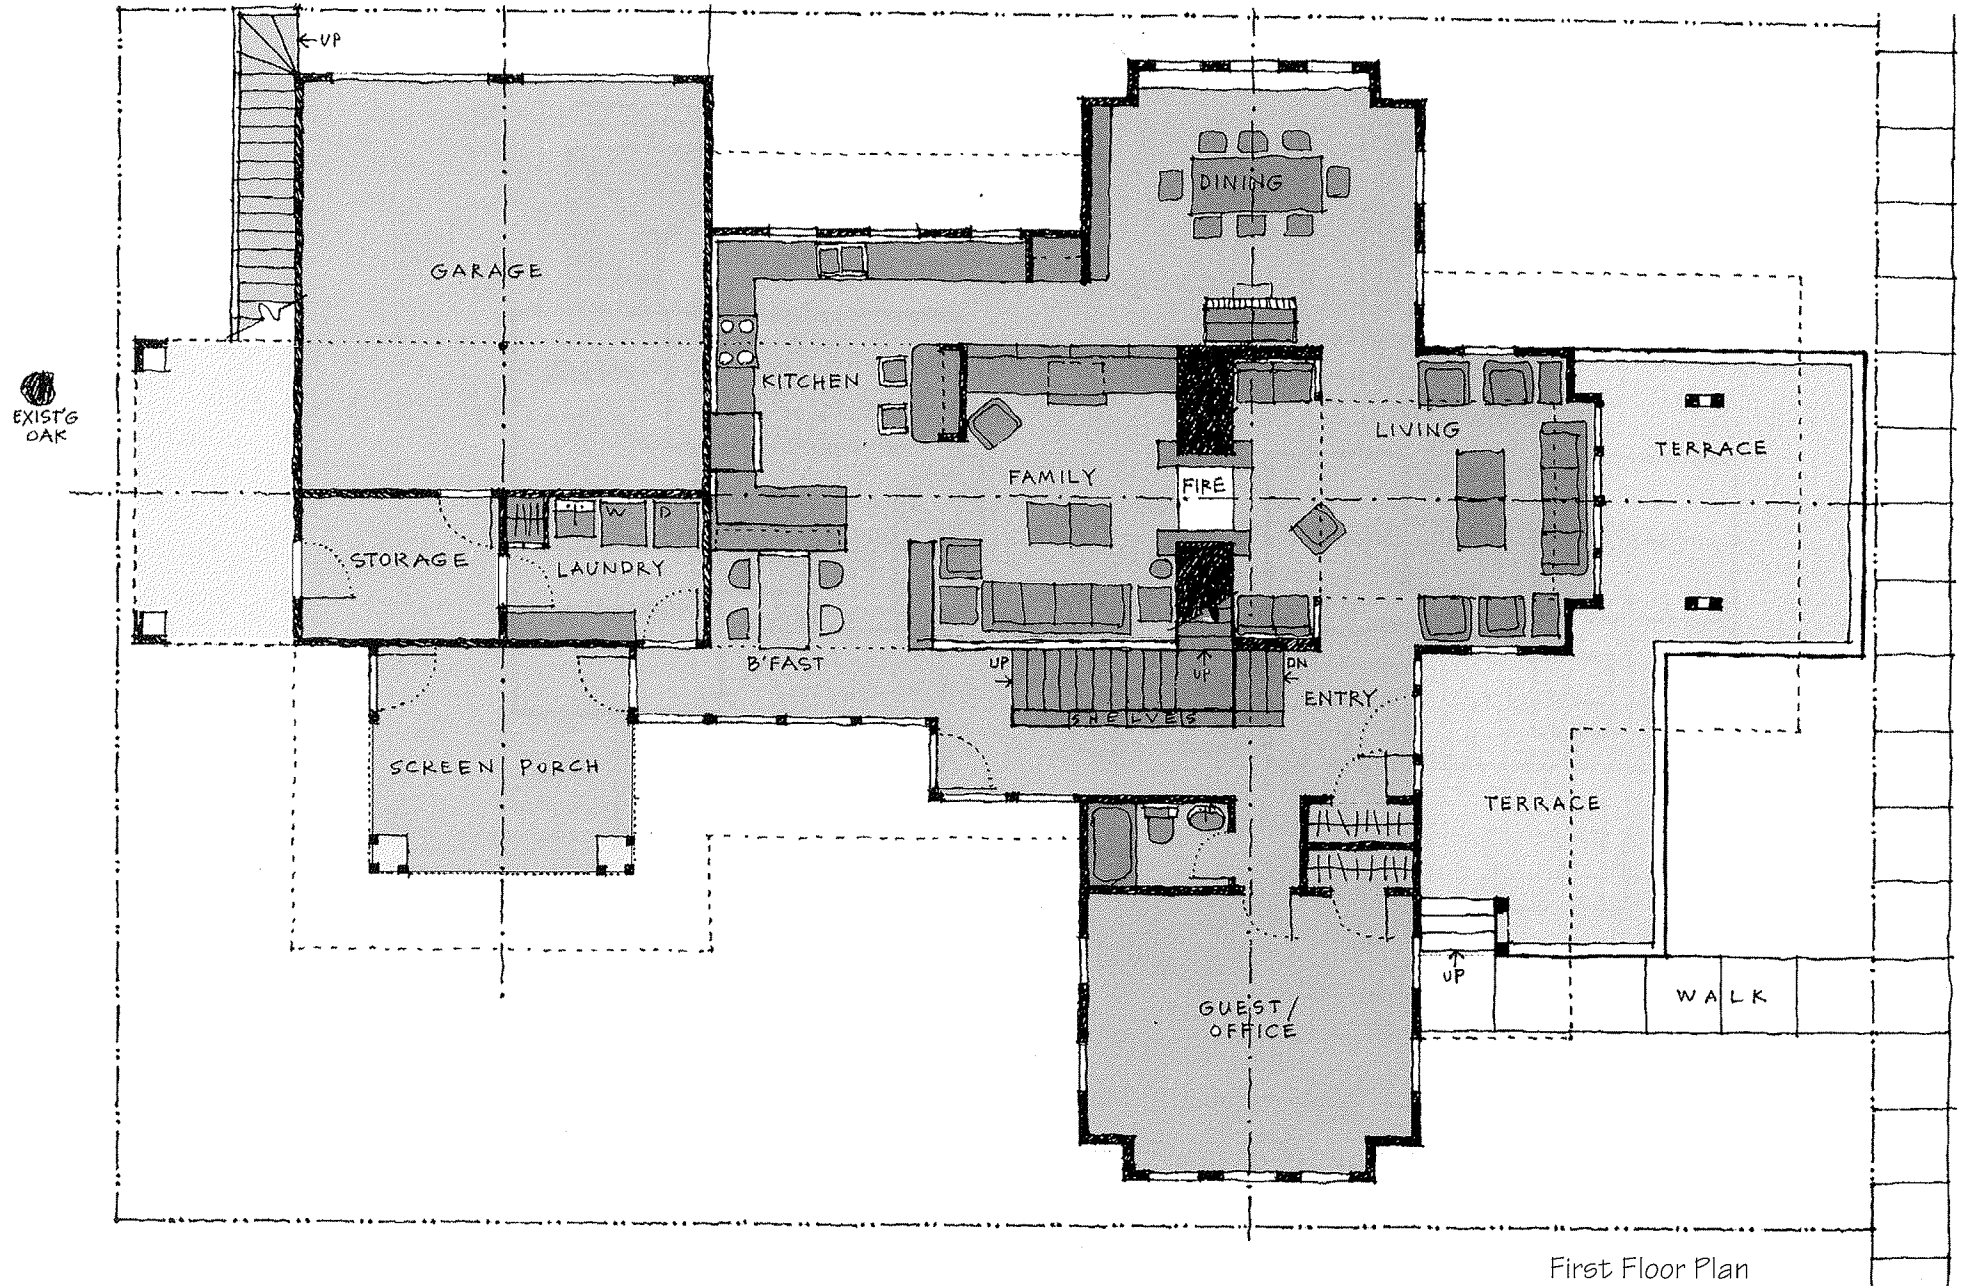 UP
DINING
GARAGE
KITCHEN
EXIST'G
OAK
LIVING
TERRACE
FAMILY
FIRE
W D
STORAGE
LAUNDRY
B'FAST
UP
UP
DN
ENTRY
SHELVES
SCREEN PORCH
TERRACE
UP
WALK
GUEST/
OFFICE
First Floor Plan